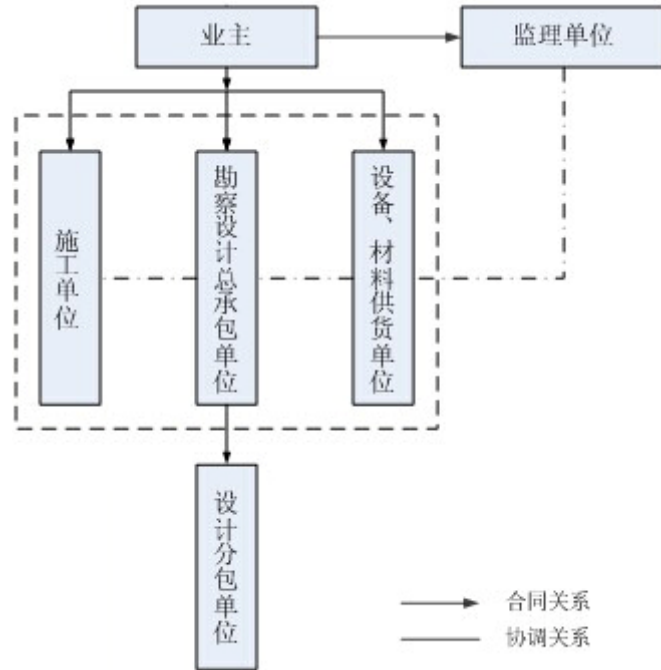 业主
监理单位
施工单位
勘察设计总承包单位
设备、材料供货单位
设计分包单位
合同关系
协调关系